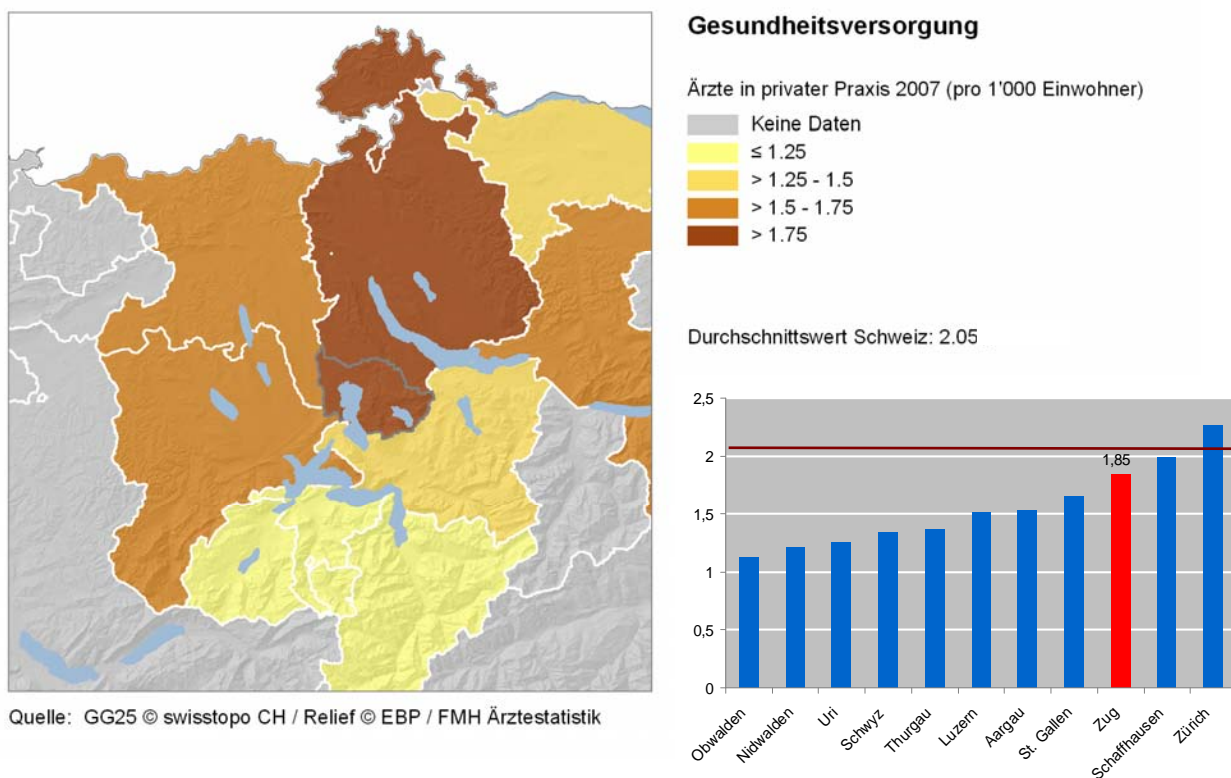 Gesundheitsversorgung
Ärzte in privater Praxis 2007 (pro 1'000 Einwohner)
Keine Daten
≤ 1.25
> 1.25 - 1.5
> 1.5 - 1.75
> 1.75
Durchschnittswert Schweiz: 2.05
2,5
2
1,5
1
0,5
0
1,85
Obwalden
Nidwalden
Uri
Schwyz
Thurgau
Luzern
Aargau
St. Gallen
Zug
Schaffhausen
Zürich
Quelle: GG25 © swisstopo CH / Relief © EBP / FMH Ärztestatistik